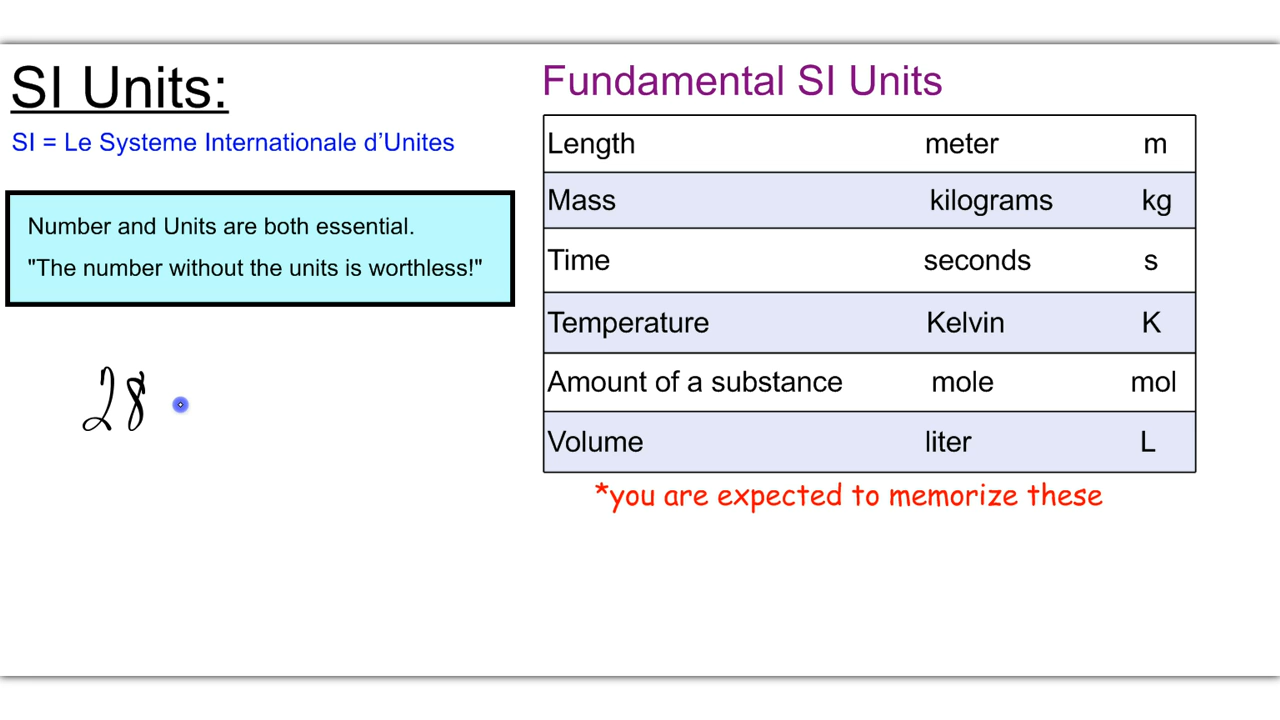 SI Units:
SI = Le Systeme Internationale d’Unites
Number and Units are both essential.
"The number without the units is worthless!"
28
Fundamental SI Units
Length meter m
Mass kilograms kg
Time seconds s
Temperature Kelvin K
Amount of a substance mole mol
Volume liter L
*you are expected to memorize these